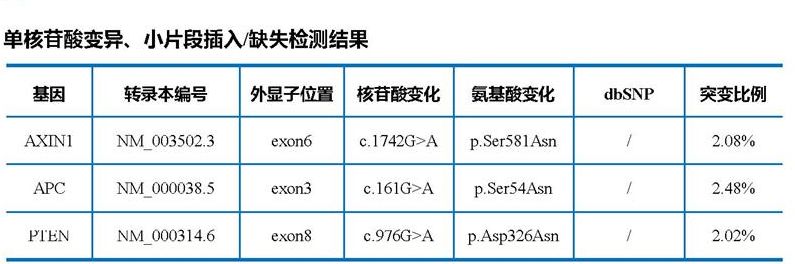 单核苷酸变异、小片段插入/缺失检测结果
基因 转录本编号 外显子位置 核苷酸变化 氨基酸变化 dbSNP 突变比例
AXIN1 NM_003502.3 exon6 c.1742G>A p.Ser581Asn / 2.08%
APC NM_000038.5 exon3 c.161G>A p.Ser54Asn / 2.48%
PTEN NM_000314.6 exon8 c.976G>A p.Asp326Asn / 2.02%